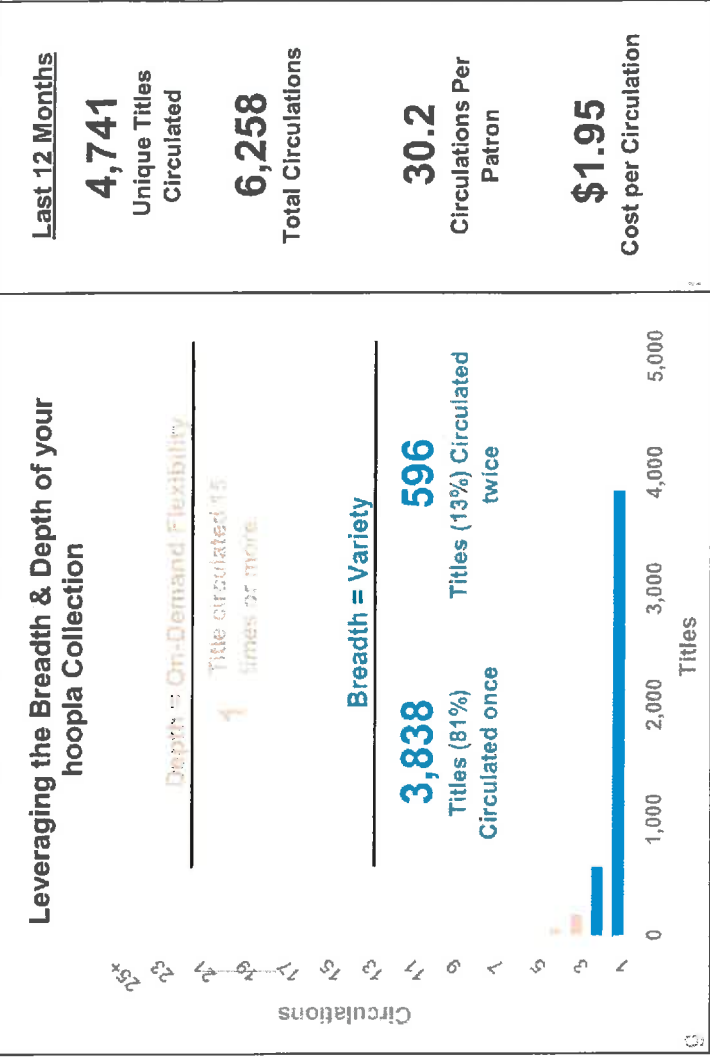 Leveraging the Breadth & Depth of your
hoopla Collection
Depth = On-Demand Flexibility
1 Title circulated 15
times or more
Breadth = Variety
3,838
Titles (81%)
Circulated once
596
Titles (13%) Circulated
twice
Circulations
25+
23
21
19
17
15
13
11
9
7
5
3
1
0
1,000
2,000
3,000
4,000
5,000
Titles
Last 12 Months
4,741
Unique Titles
Circulated
6,258
Total Circulations
30.2
Circulations Per
Patron
$1.95
Cost per Circulation